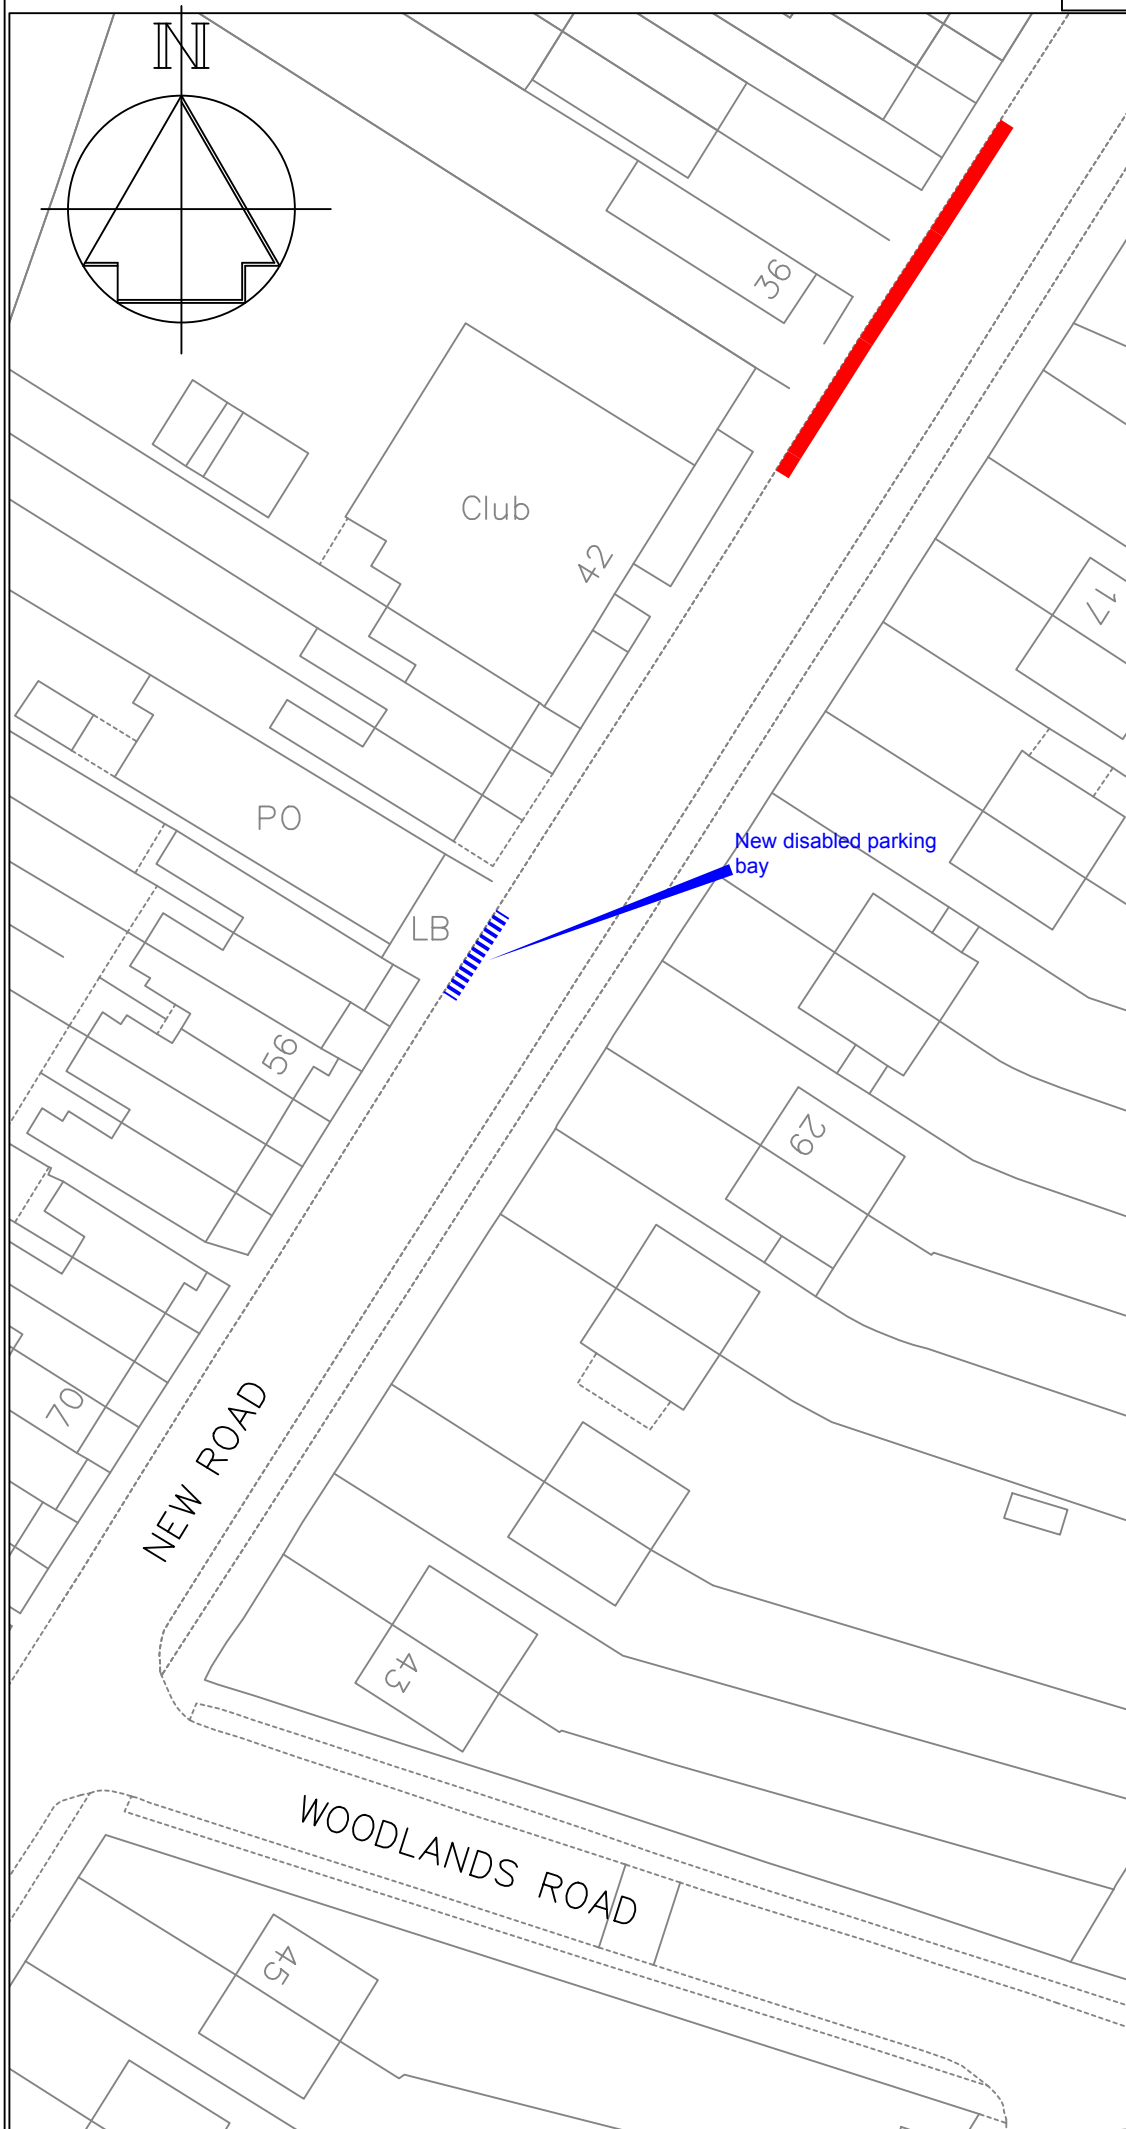 N
36
Club
42
17
PO
New disabled parking
bay
LB
56
29
70
NEW ROAD
43
WOODLANDS ROAD
45